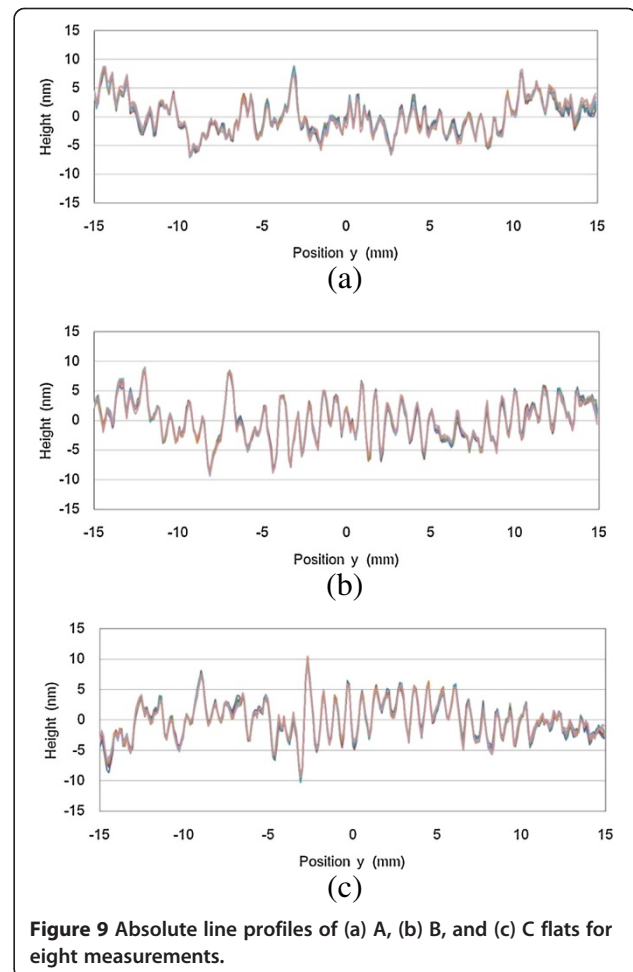 15
10
5
0
-5
-10
-15
Height (nm)
-15 -10 -5 0 5 10 15
Position y (mm)
(a)
15
10
5
0
-5
-10
-15
Height (nm)
-15 -10 -5 0 5 10 15
Position y (mm)
(b)
15
10
5
0
-5
-10
-15
Height (nm)
-15 -10 -5 0 5 10 15
Position y (mm)
(c)
Figure 9 Absolute line profiles of (a) A, (b) B, and (c) C flats for
eight measurements.